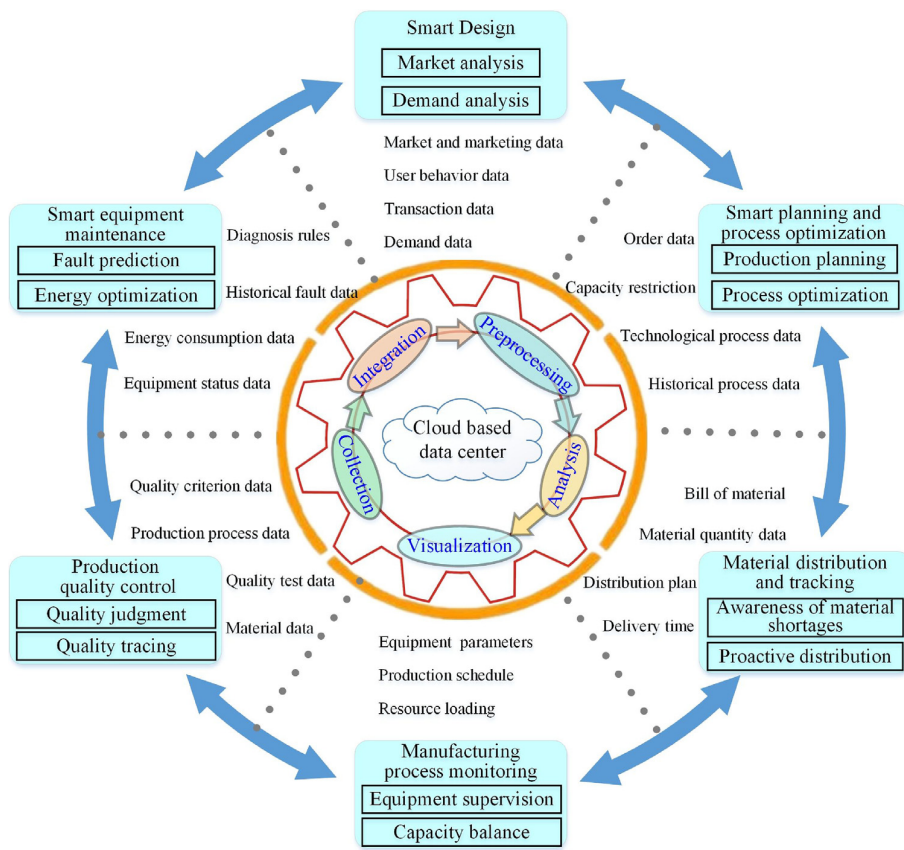 Smart Design
Market analysis
Demand analysis
Market and marketing data
User behavior data
Transaction data
Demand data
Smart equipment
maintenance
Fault prediction
Energy optimization
Diagnosis rules
Historical fault data
Energy consumption data
Equipment status data
Smart planning and
process optimization
Production planning
Process optimization
Order data
Capacity restriction
Technological process data
Historical process data
Integration
Preprocessing
Collection
Analysis
Visualization
Cloud based
data center
Quality criterion data
Production process data
Quality test data
Material data
Production
quality control
Quality judgment
Quality tracing
Bill of material
Material quantity data
Distribution plan
Delivery time
Material distribution
and tracking
Awareness of material
shortages
Proactive distribution
Equipment parameters
Production schedule
Resource loading
Manufacturing
process monitoring
Equipment supervision
Capacity balance